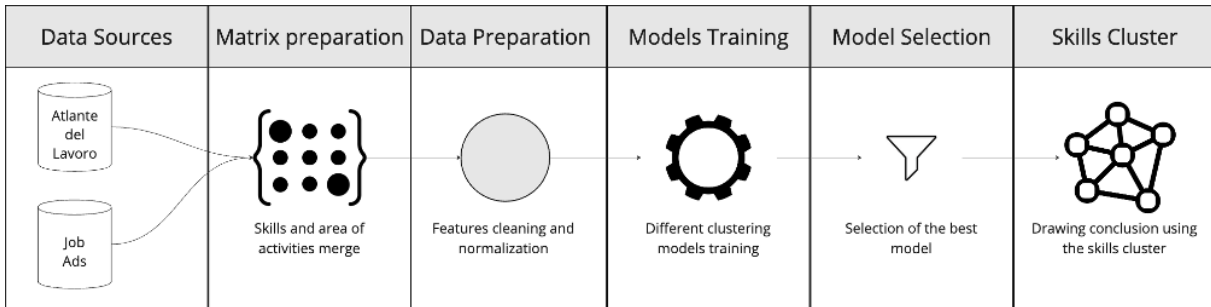 Data Sources
Matrix preparation
Data Preparation
Models Training
Model Selection
Skills Cluster
Atlante
del
Lavoro
Job
Ads
Skills and area of
activities merge
Features cleaning and
normalization
Different clustering
models training
Selection of the best
model
Drawing conclusion using
the skills cluster